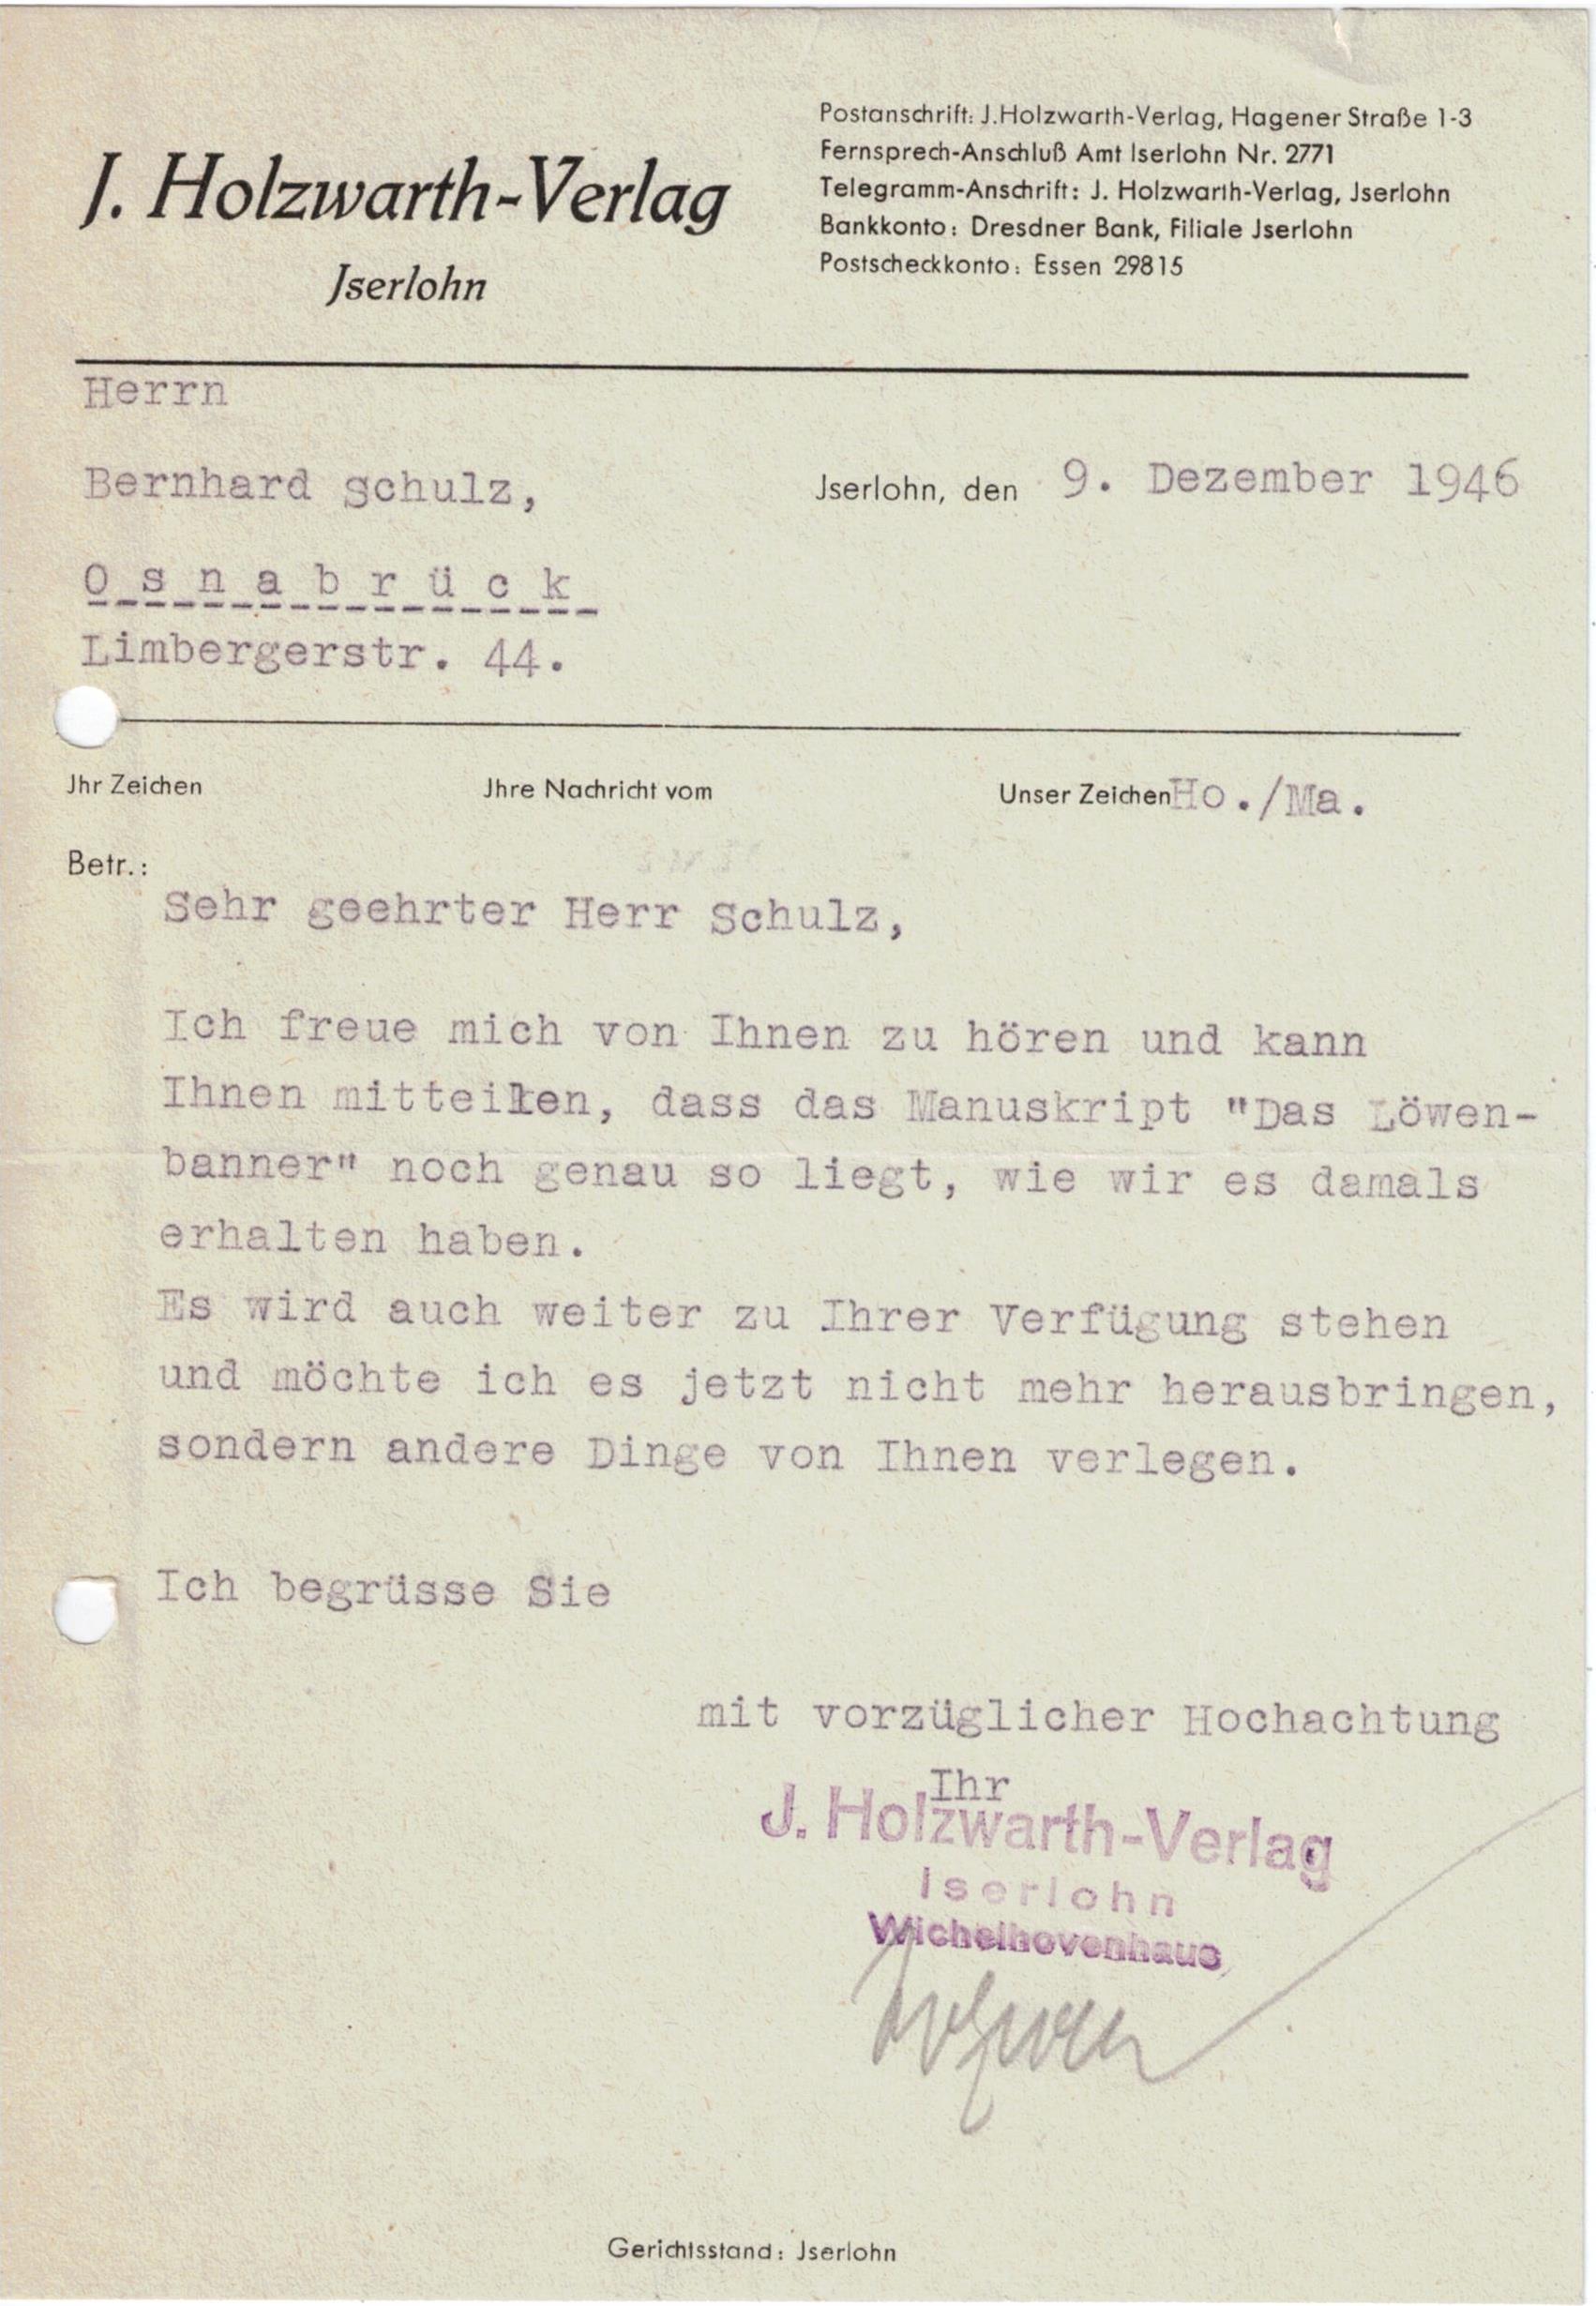 J. Holzwarth-Verlag
Jserlohn
Postanschrift: J.Holzwarth-Verlag, Hagener Straße 1-3
Fernsprech-Anschluß Amt Iserlohn Nr. 2771
Telegramm-Anschrift: J. Holzwarth-Verlag, Jserlohn
Bankkonto: Dresdner Bank, Filiale Jserlohn
Postscheckkonto: Essen 29815
Herrn
Bernhard Schulz,
Jserlohn, den 9. Dezember 1946
O s n a b r ü c k
Limbergerstr. 44.
Jhr Zeichen Jhre Nachricht vom Unser Zeichen Ho./Ma.
Betr.:
Sehr geehrter Herr Schulz,
Ich freue mich von Ihnen zu hören und kann
Ihnen mitteilen, dass das Manuskript "Das Löwen-
banner" noch genau so liegt, wie wir es damals
erhalten haben.
Es wird auch weiter zu Ihrer Verfügung stehen
und möchte ich es jetzt nicht mehr herausbringen,
sondern andere Dinge von Ihnen verlegen.
Ich begrüsse Sie
mit vorzüglicher Hochachtung
Ihr
J. Holzwarth-Verlag
Iserlohn
Wichelhovenhaus
Gerichtsstand: Jserlohn